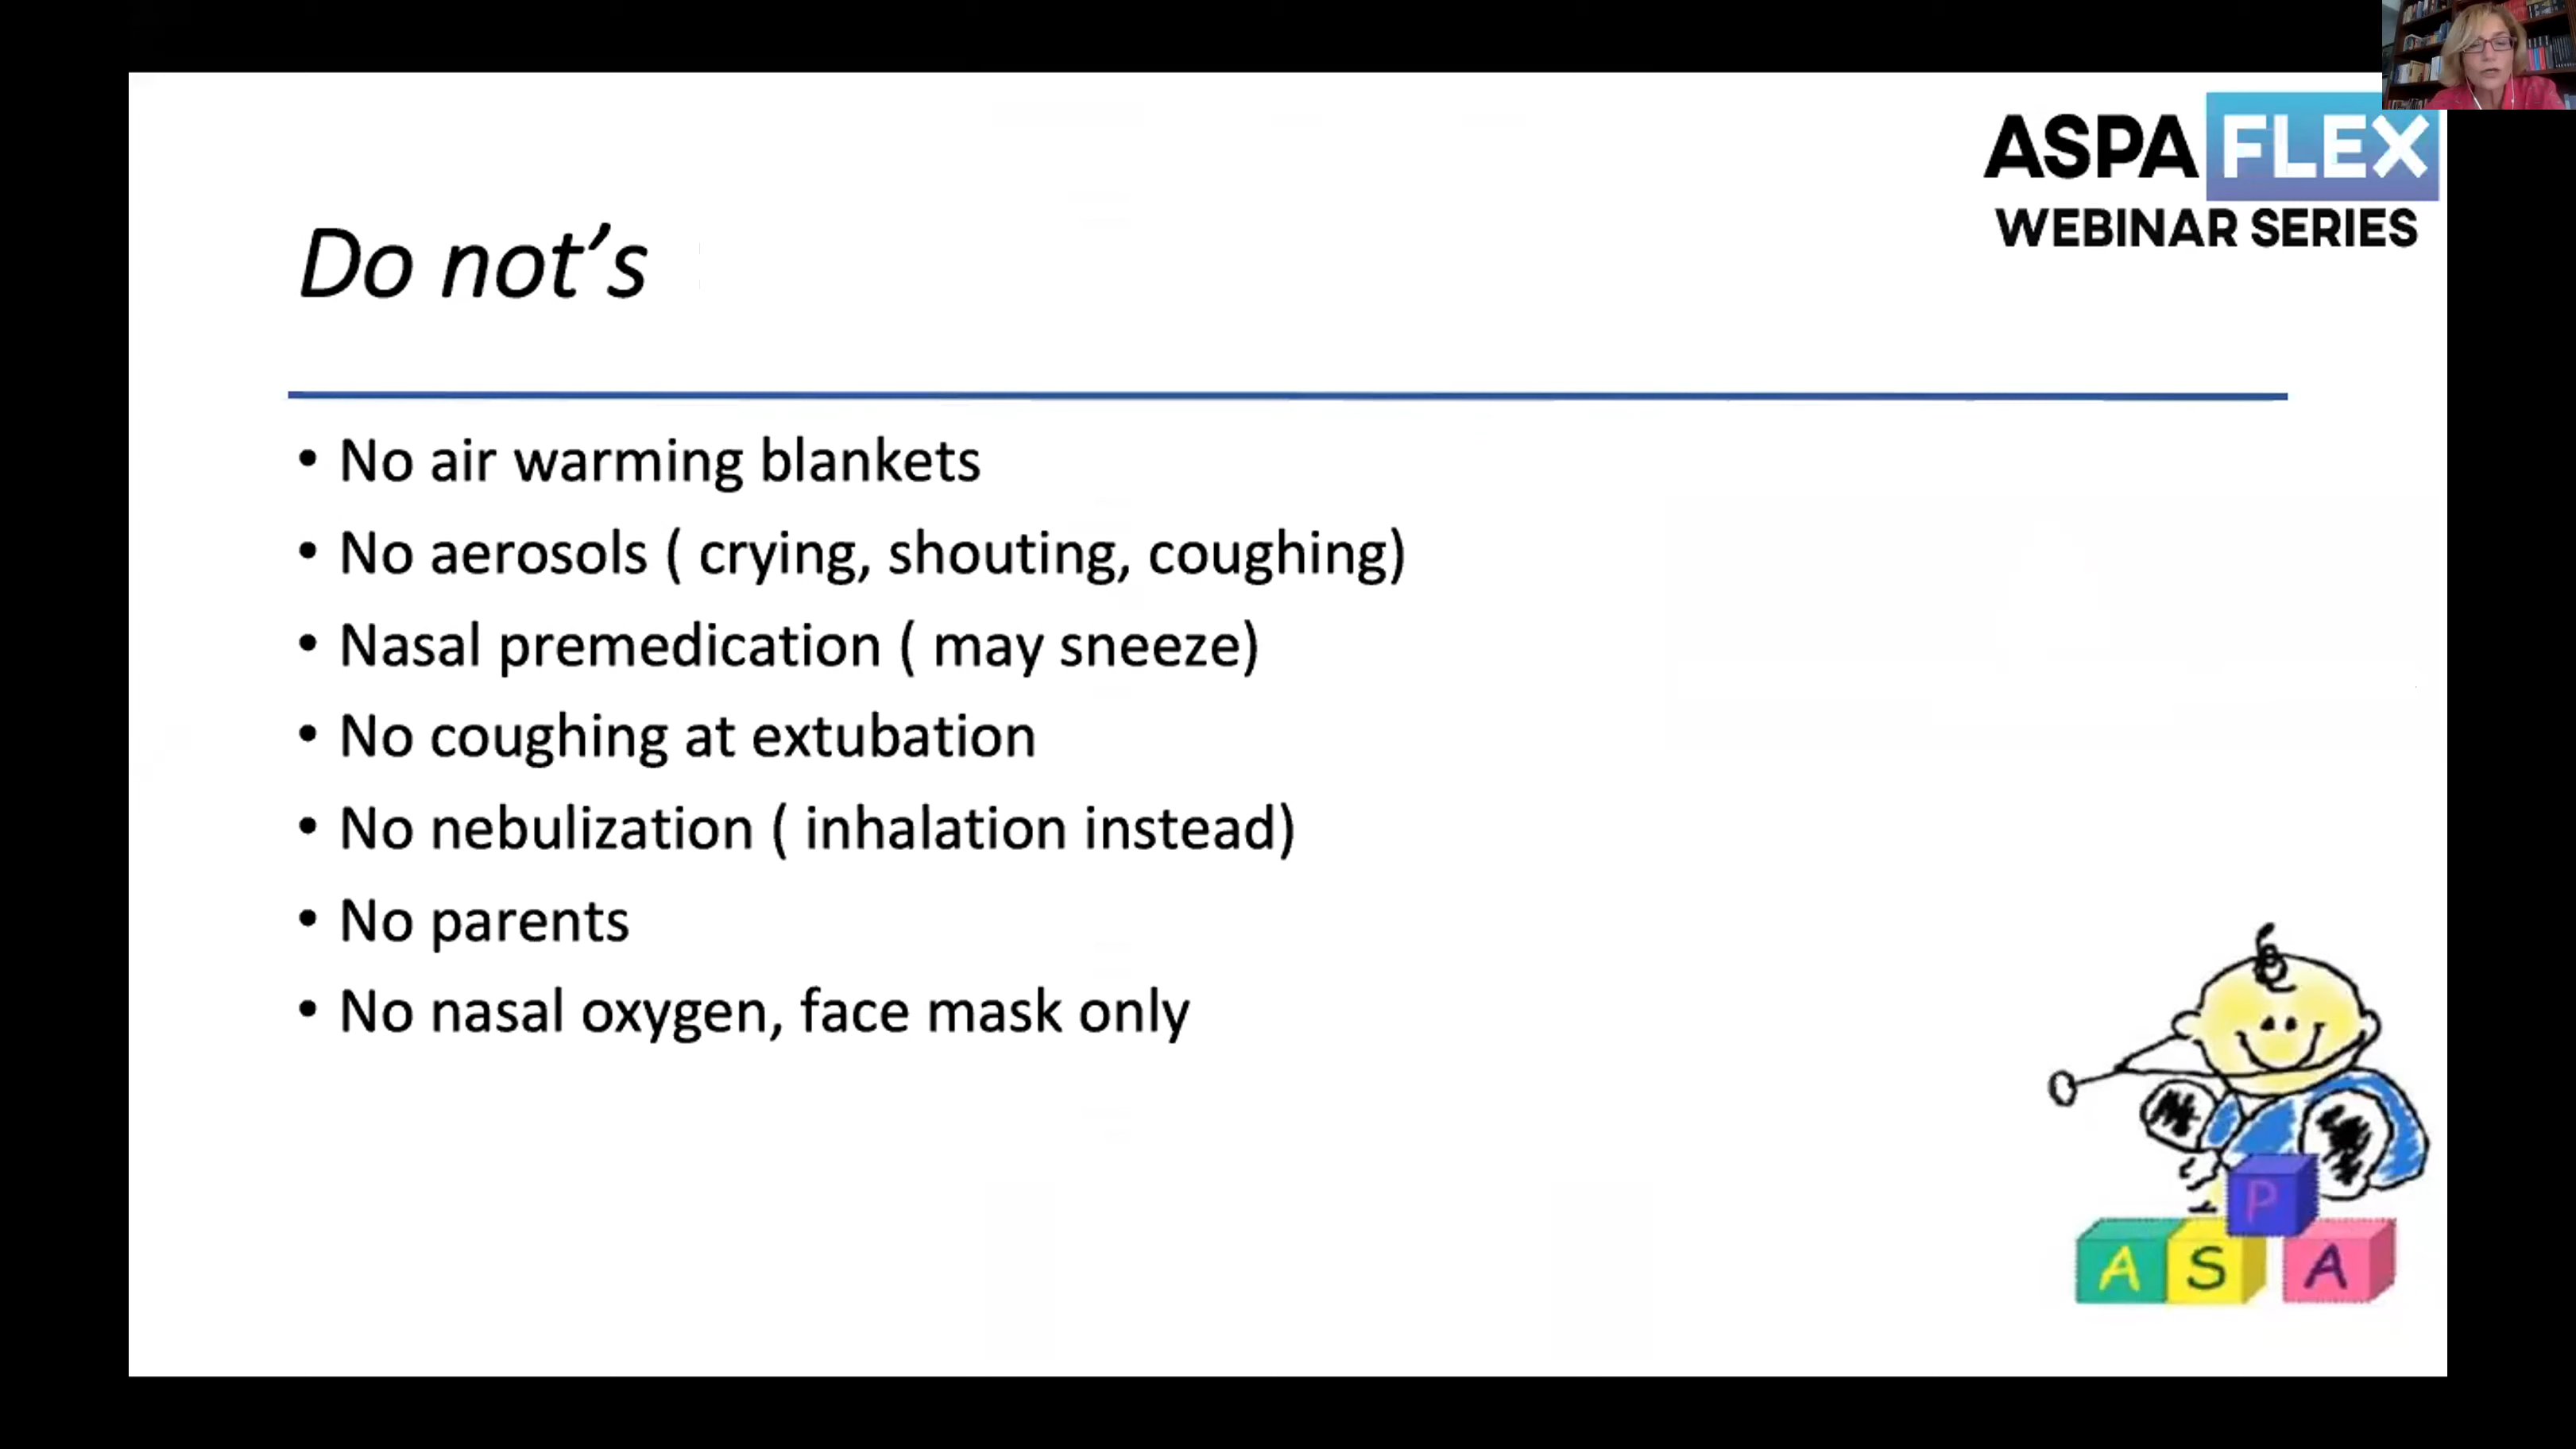 ASPA FLEX
WEBINAR SERIES
Do not’s
• No air warming blankets
• No aerosols ( crying, shouting, coughing)
• Nasal premedication ( may sneeze)
• No coughing at extubation
• No nebulization ( inhalation instead)
• No parents
• No nasal oxygen, face mask only
P
A S A